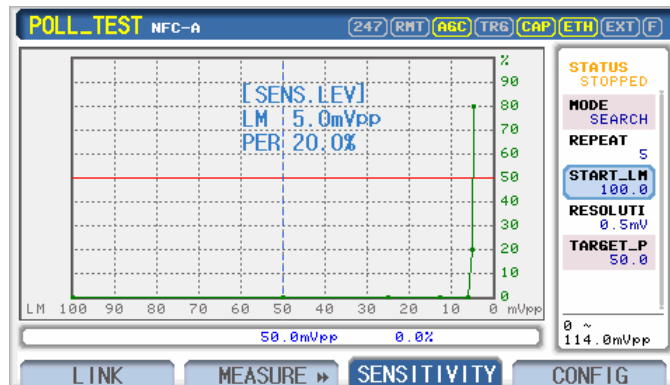 POLL_TEST NFC-A 247 RMT AGC TRG CAP ETH EXT F
%
90
80
70
60
50
40
30
20
10
0
[SENS.LEV]
LM 5.0mVpp
PER 20.0%
LM 100 90 80 70 60 50 40 30 20 10 0 mVpp
50.0mVpp 0.0%
STATUS
STOPPED
MODE
SEARCH
REPEAT
5
START_LM
100.0
RESOLUTI
0.5mV
TARGET_P
50.0
0 ~
114.0mVpp
LINK MEASURE » SENSITIVITY CONFIG